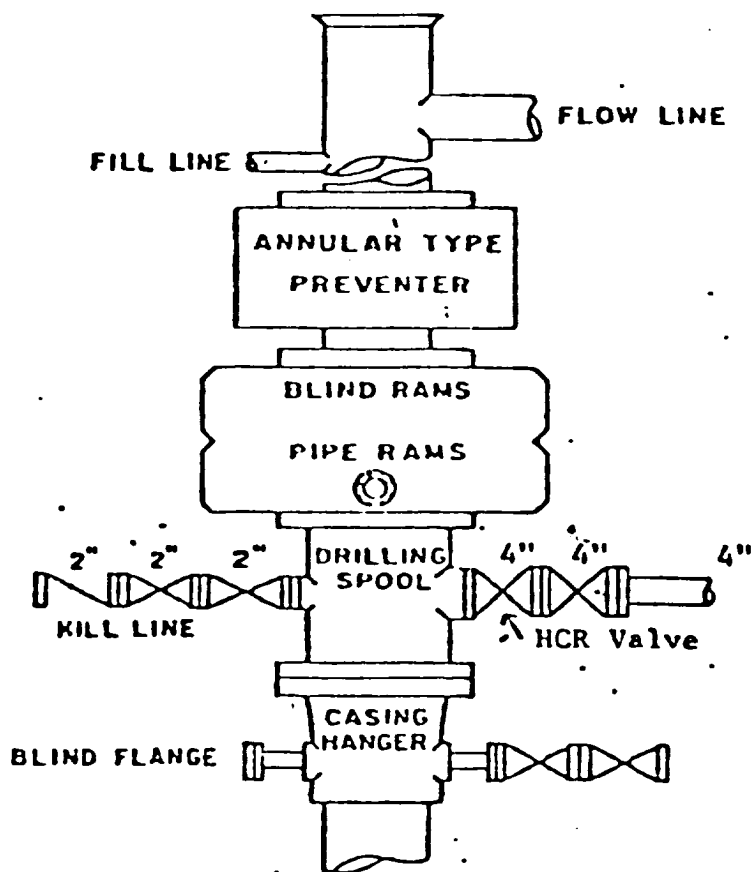 FLOW LINE
FILL LINE
ANNULAR TYPE
PREVENTER
BLIND RAMS
PIPE RAMS
2" 2" 2"
DRILLING
SPOOL
4" 4" 4"
KILL LINE
HCR Valve
CASING
HANGER
BLIND FLANGE